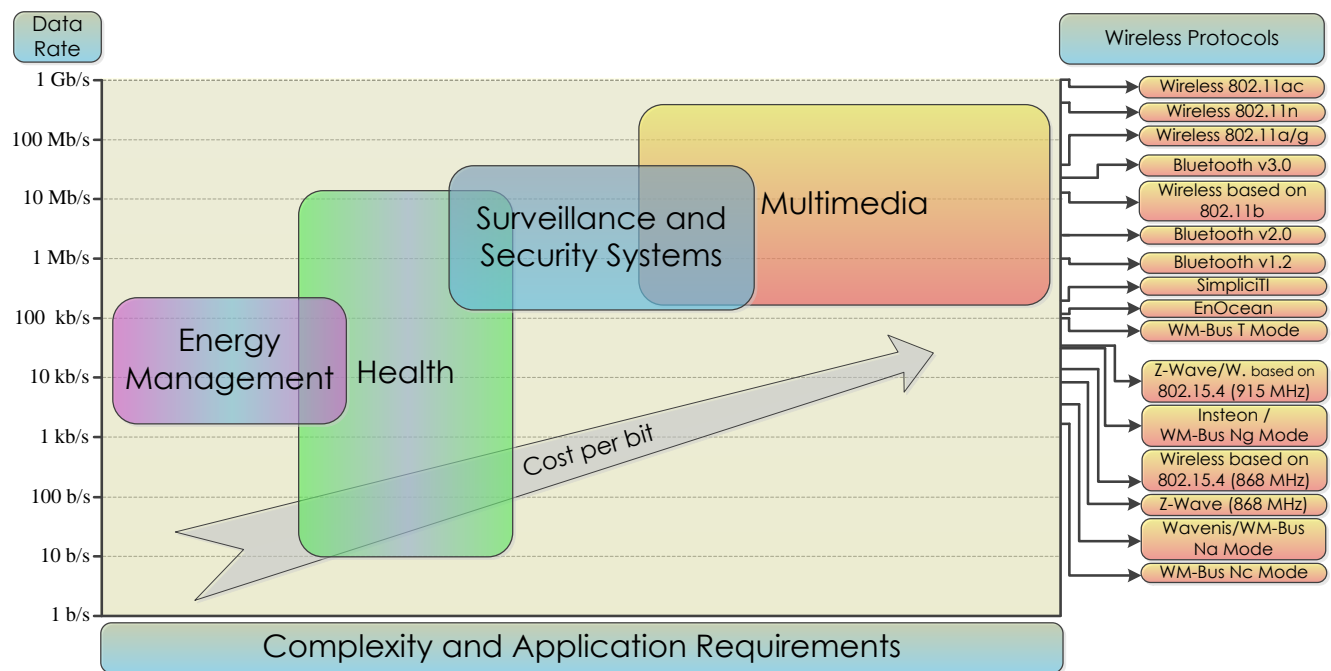 Data
Rate
Wireless Protocols
1 Gb/s
100 Mb/s
10 Mb/s
1 Mb/s
100 kb/s
10 kb/s
1 kb/s
100 b/s
10 b/s
1 b/s
Energy
Management
Health
Surveillance and
Security Systems
Multimedia
Cost per bit
Wireless 802.11ac
Wireless 802.11n
Wireless 802.11a/g
Bluetooth v3.0
Wireless based on
802.11b
Bluetooth v2.0
Bluetooth v1.2
SimpliciTI
EnOcean
WM-Bus T Mode
Z-Wave/W. based on
802.15.4 (915 MHz)
Insteon /
WM-Bus Ng Mode
Wireless based on
802.15.4 (868 MHz)
Z-Wave (868 MHz)
Wavenis/WM-Bus
Na Mode
WM-Bus Nc Mode
Complexity and Application Requirements